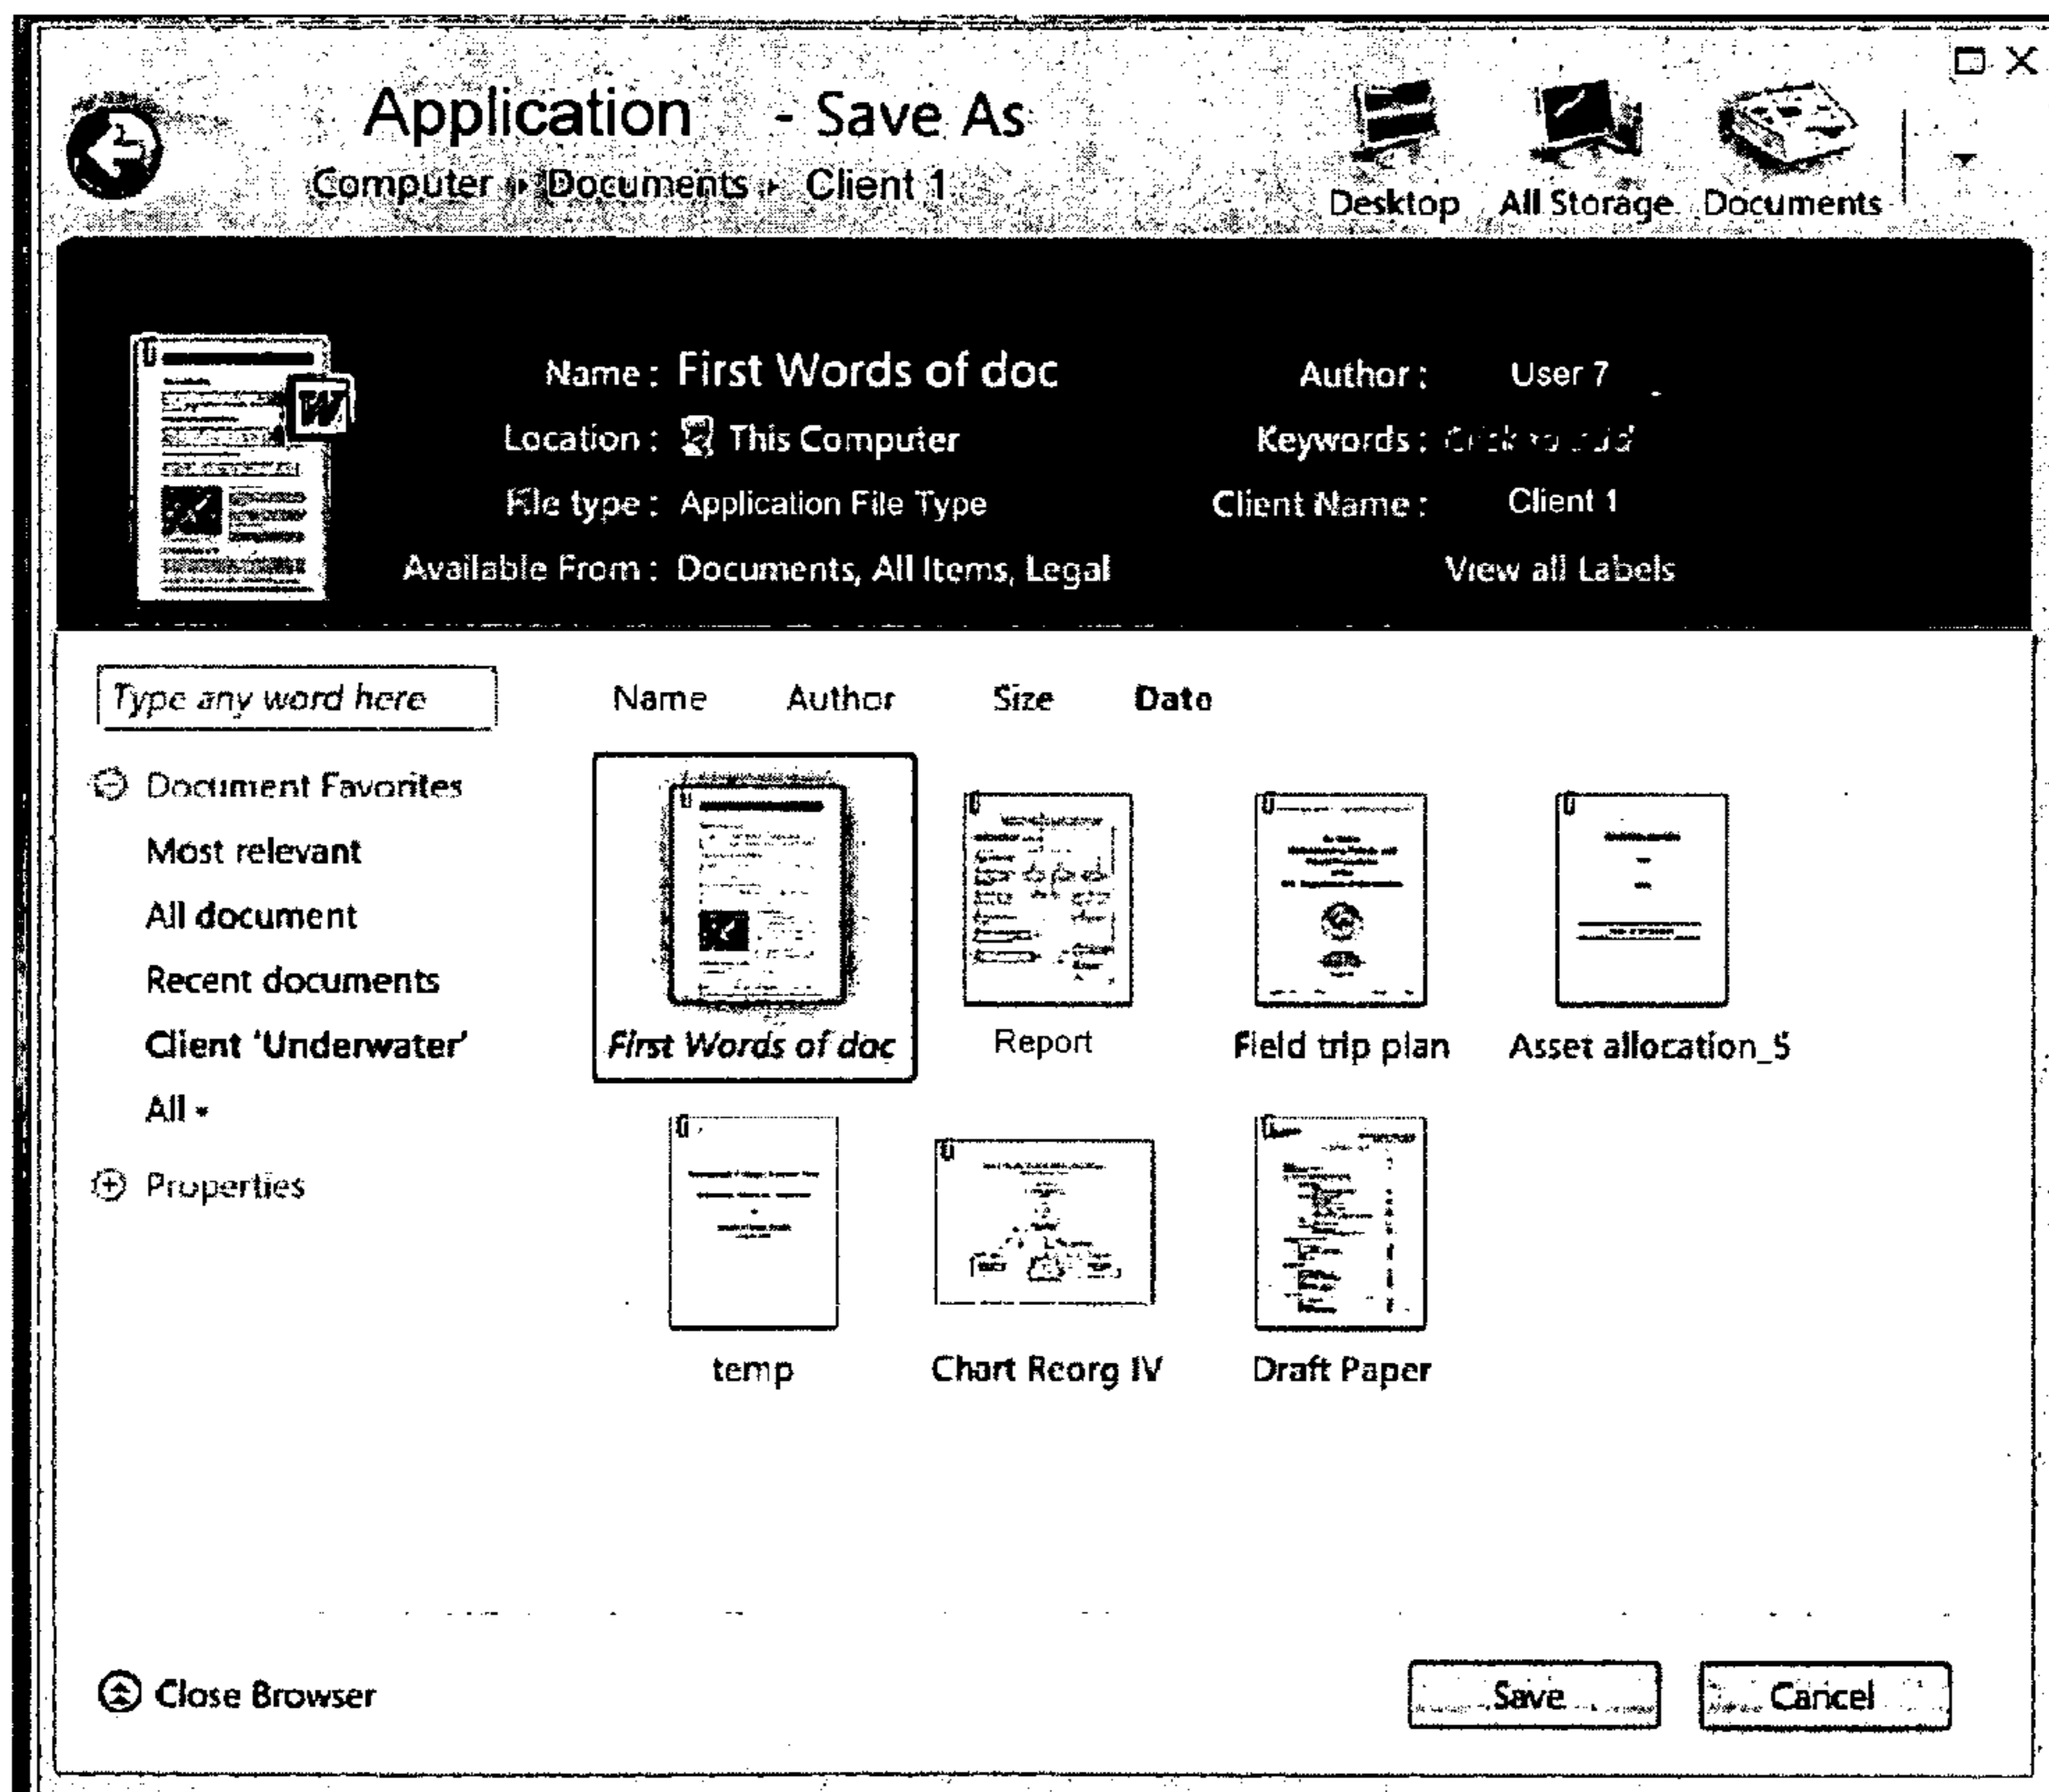 Application - Save As
Computer ▸ Documents ▸ Client 1
Desktop All Storage Documents
Name: First Words of doc
Author: User 7
Location: This Computer
Keywords: Click to add
File type: Application File Type
Client Name: Client 1
Available From: Documents, All Items, Legal
View all Labels
Type any word here
Name Author Size Date
Document Favorites
Most relevant
All document
Recent documents
Client 'Underwater'
All
Properties
First Words of doc
Report
Field trip plan
Asset allocation_5
temp
Chart Reorg IV
Draft Paper
Close Browser
Save
Cancel